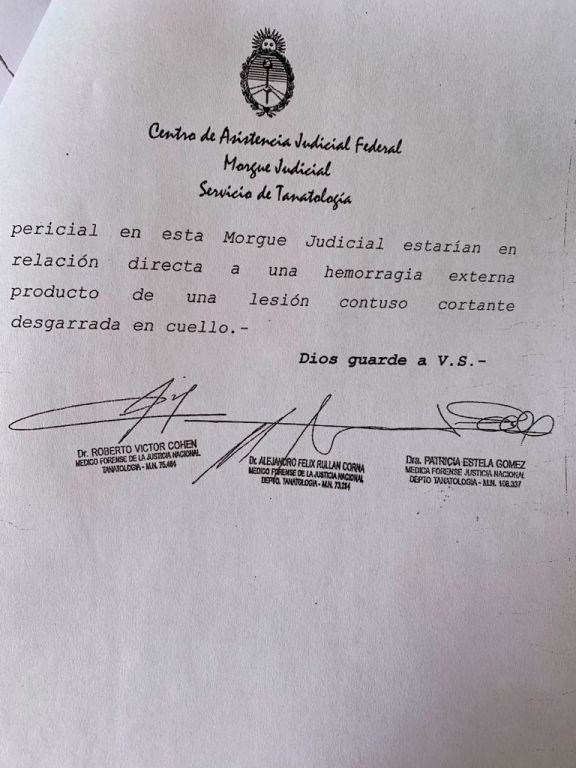 Centro de Asistencia Judicial Federal
Morgue Judicial
Servicio de Tanatología
pericial en esta Morgue Judicial estarían en
relación directa a una hemorragia externa
producto de una lesión contuso cortante
desgarrada en cuello.-
Dios guarde a V.S.-
Dr. ROBERTO VICTOR COHEN
MEDICO FORENSE DE LA JUSTICIA NACIONAL
TANATOLOGIA - M.N. 75.484
Dr. ALEJANDRO FELIX RULLAN CORNA
MEDICO FORENSE DE LA JUSTICIA NACIONAL
DEPTO. TANATOLOGIA - M.N. 73.214
Dra. PATRICIA ESTELA GOMEZ
MEDICA FORENSE JUSTICIA NACIONAL
DEPTO TANATOLOGIA - M.N. 108.337